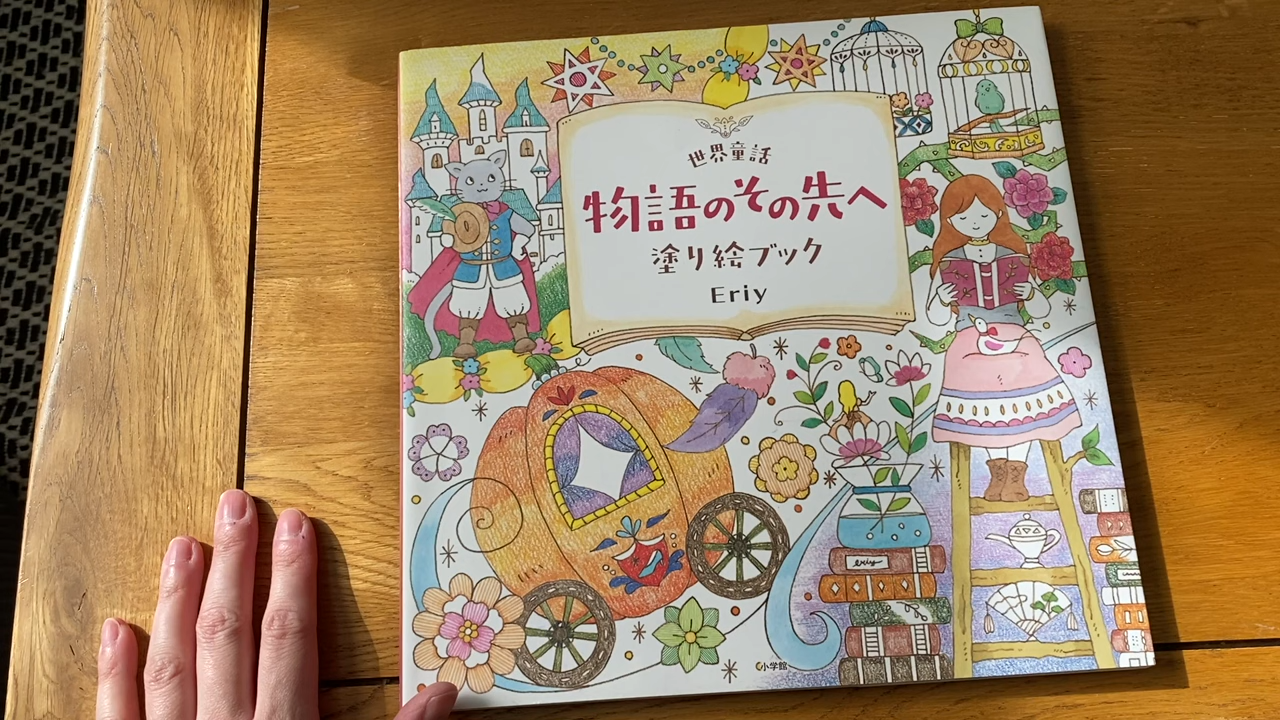 世界童話
物語のその先へ
塗り絵ブック
Eriy
eriy
©小学館